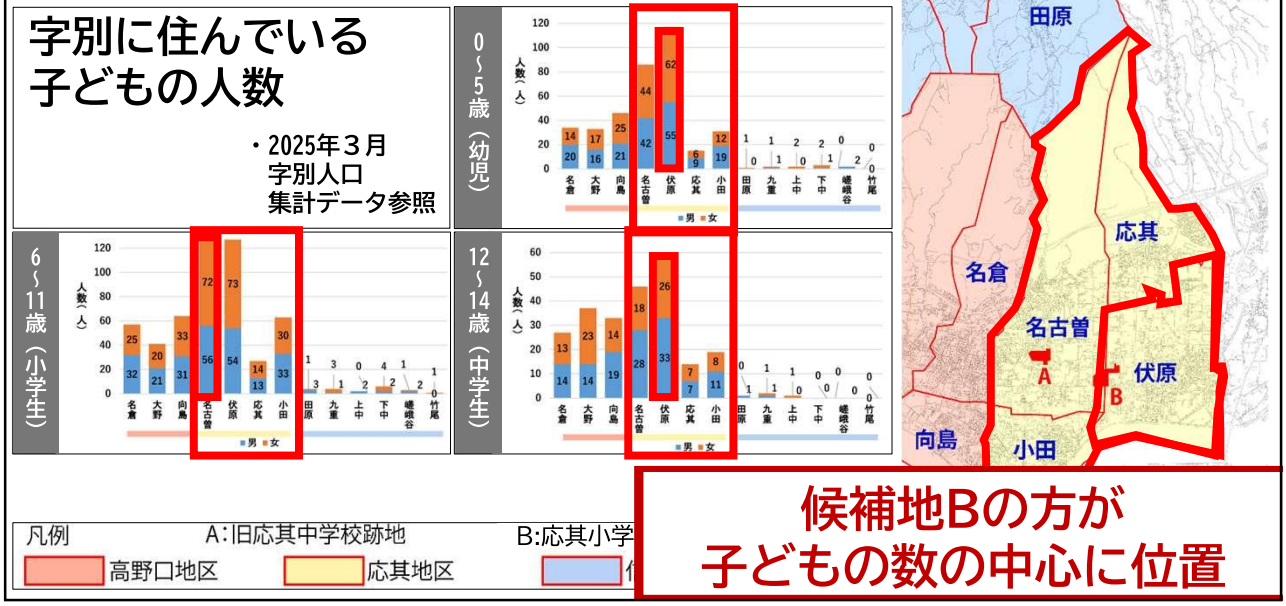 字別に住んでいる
子どもの人数
・2025年３月
字別人口
集計データ参照
0～5歳（幼児）
人数（人）
120
100
80
60
40
20
0
14 17 25 44 62 6 12 1 1 2 2 0 0
20 16 21 42 55 9 19 0 1 0 1 2 0
名倉 大野 向島 名古曽 伏原 応其 小田 田原 九重 上中 下中 嵯峨谷 竹尾
■男 ■女
6～11歳（小学生）
人数（人）
120
100
80
60
40
20
0
25 20 33 72 73 14 30 1 3 0 4 1
32 21 31 56 54 13 33 3 1 2 2 2 1
名倉 大野 向島 名古曽 伏原 応其 小田 田原 九重 上中 下中 嵯峨谷 竹尾
■男 ■女
12～14歳（中学生）
人数（人）
60
50
40
30
20
10
0
13 23 14 18 26 7 8 0 1 1 0 0 0
14 14 19 28 33 7 11 1 1 0 0 0 0
名倉 大野 向島 名古曽 伏原 応其 小田 田原 九重 上中 下中 嵯峨谷 竹尾
■男 ■女
田原
応其
名倉
名古曽
A
伏原
B
向島
小田
凡例
A：旧応其中学校跡地
B:応其小学
高野口地区
応其地区
候補地Bの方が
子どもの数の中心に位置